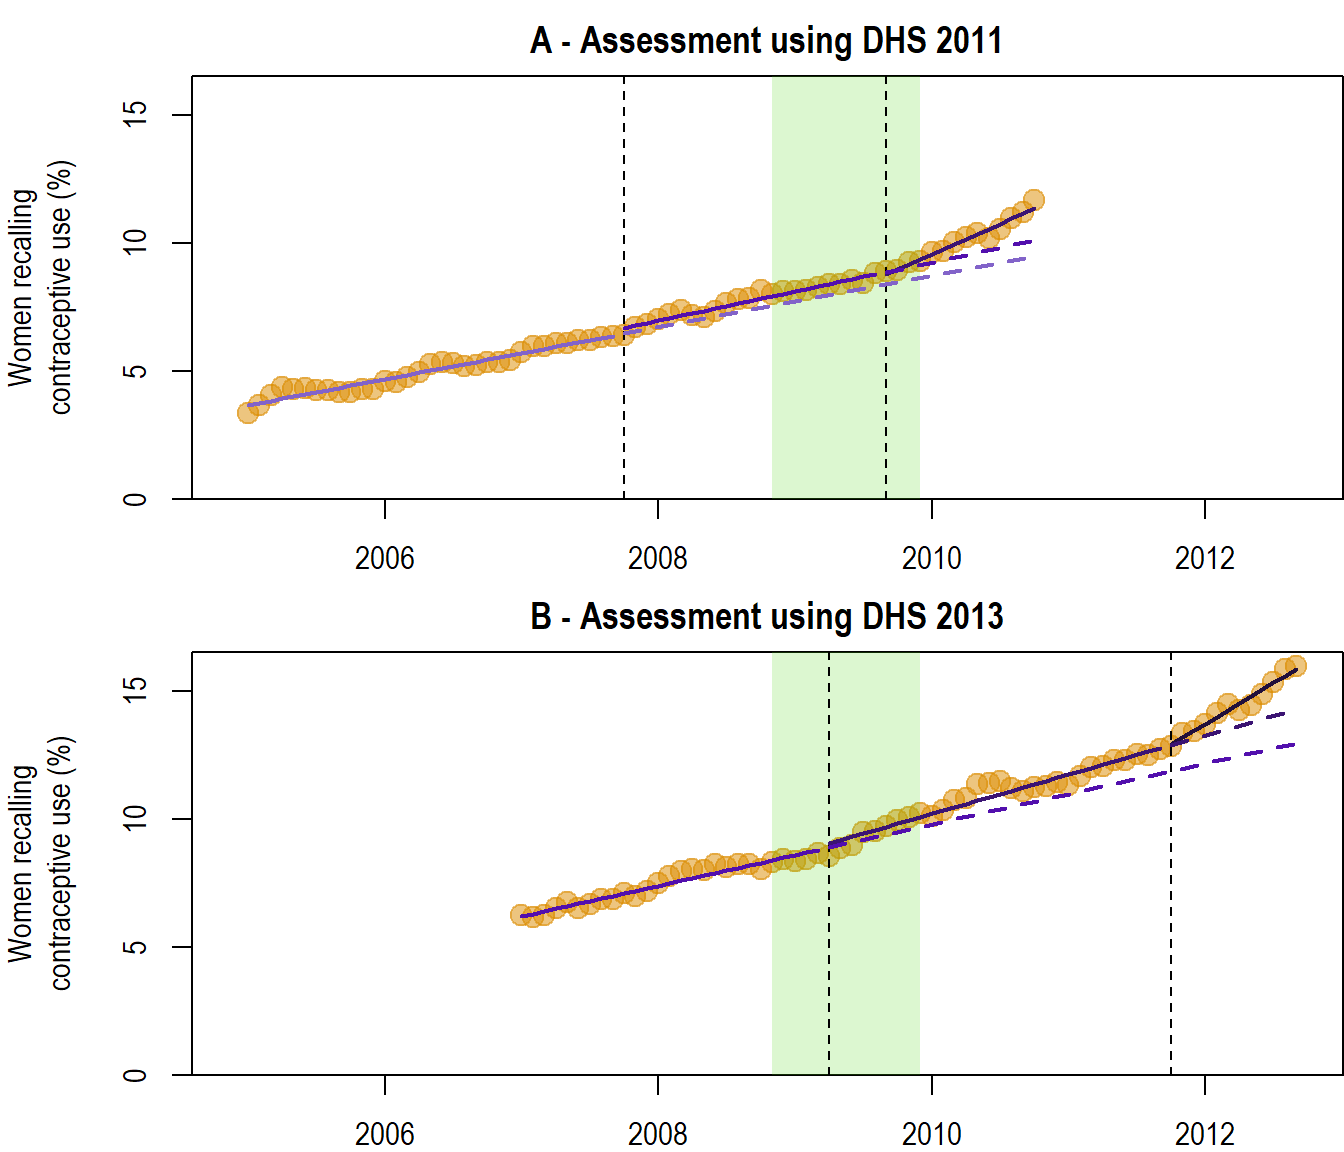 A - Assessment using DHS 2011
Women recalling
contraceptive use (%)
15
10
5
0
2006 2008 2010 2012
B - Assessment using DHS 2013
Women recalling
contraceptive use (%)
15
10
5
0
2006 2008 2010 2012